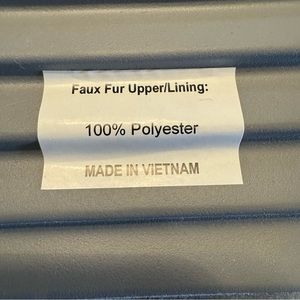 Faux Fur Upper/Lining:
100% Polyester
MADE IN VIETNAM